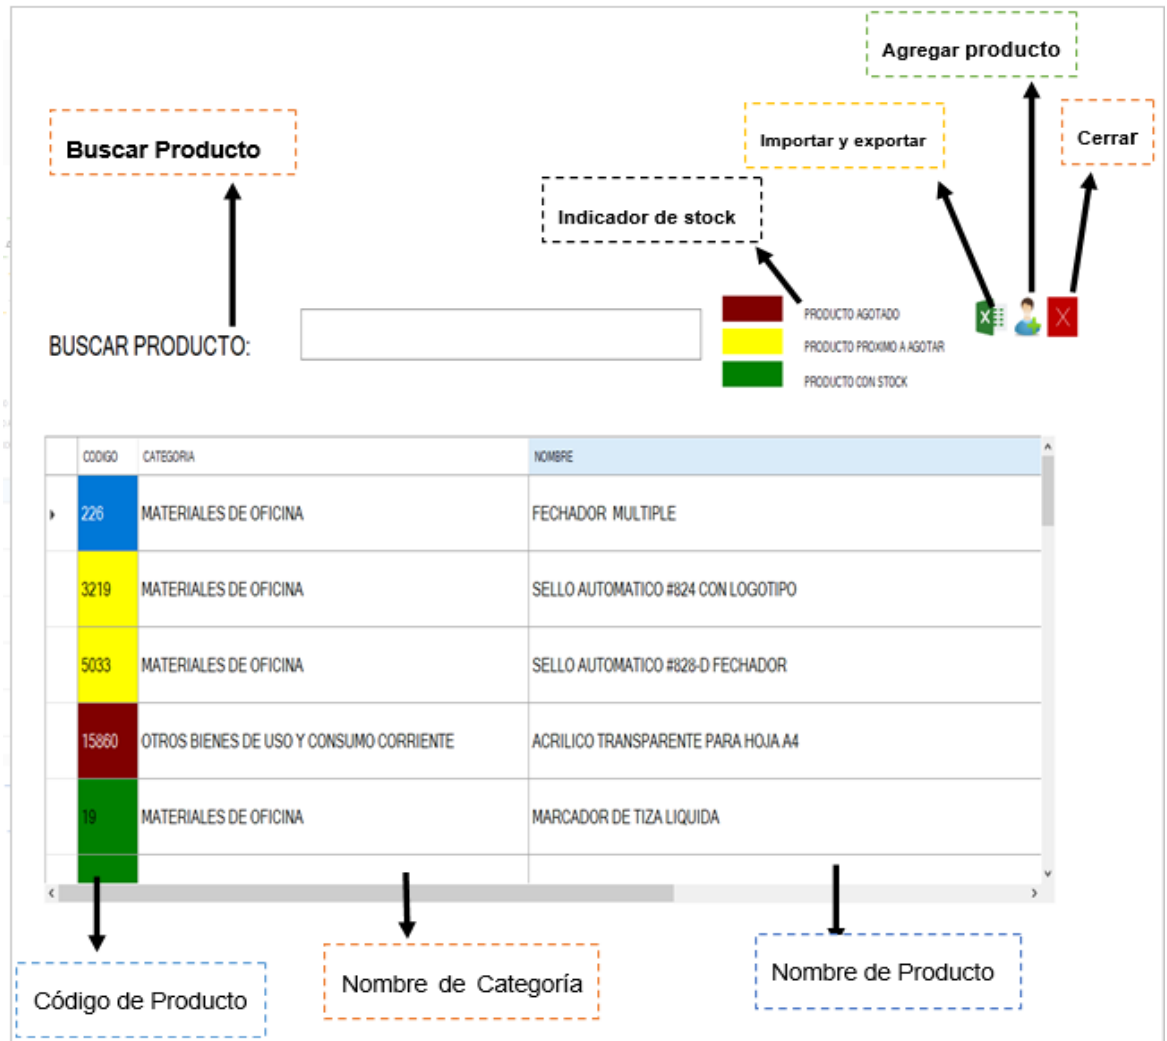 Agregar producto
Buscar Producto
Importar y exportar
Cerrar
Indicador de stock
BUSCAR PRODUCTO:
PRODUCTO AGOTADO
PRODUCTO PROXIMO A AGOTAR
PRODUCTO CON STOCK
CODIGO CATEGORIA NOMBRE
226 MATERIALES DE OFICINA FECHADOR MULTIPLE
3219 MATERIALES DE OFICINA SELLO AUTOMATICO #824 CON LOGOTIPO
5033 MATERIALES DE OFICINA SELLO AUTOMATICO #828-D FECHADOR
15860 OTROS BIENES DE USO Y CONSUMO CORRIENTE ACRILICO TRANSPARENTE PARA HOJA A4
19 MATERIALES DE OFICINA MARCADOR DE TIZA LIQUIDA
Código de Producto
Nombre de Categoría
Nombre de Producto